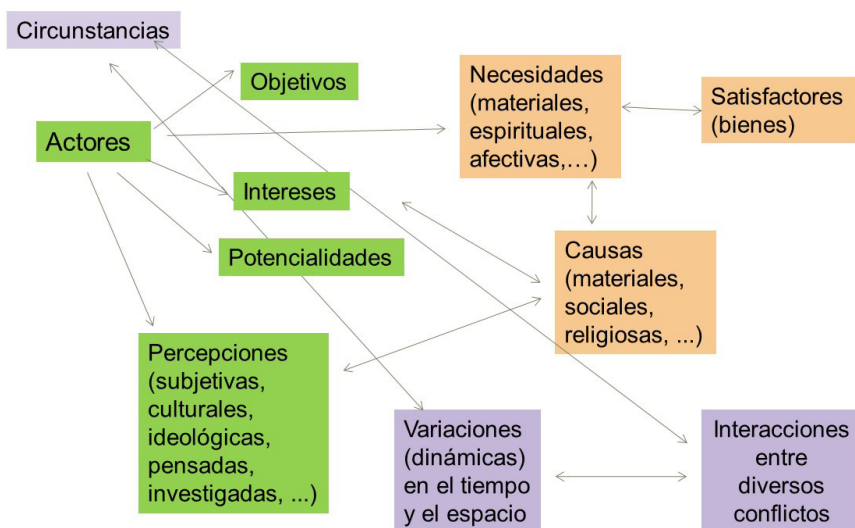 Circunstancias
Objetivos
Actores
Intereses
Potencialidades
Percepciones
(subjetivas,
culturales,
ideológicas,
pensadas,
investigadas, ...)
Necesidades
(materiales,
espirituales,
afectivas,...)
Satisfactores
(bienes)
Causas
(materiales,
sociales,
religiosas, ...)
Variaciones
(dinámicas)
en el tiempo
y el espacio
Interacciones
entre
diversos
conflictos